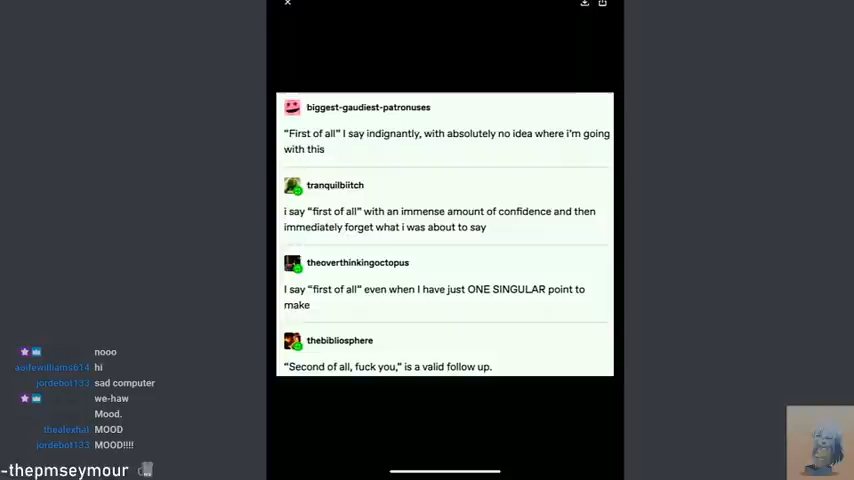 biggest-gaudiest-patronuses
“First of all” I say indignantly, with absolutely no idea where i’m going
with this
tranquilbiitch
i say “first of all” with an immense amount of confidence and then
immediately forget what i was about to say
theoverthinkingoctopus
I say “first of all” even when I have just ONE SINGULAR point to
make
thebibliosphere
“Second of all, fuck you,” is a valid follow up.
nooo
aodewilliams614 hi
jordebot133 sad computer
we-haw
Mood.
thealexfial MOOD
jordebot133 MOOD!!!!
-thepmseymour